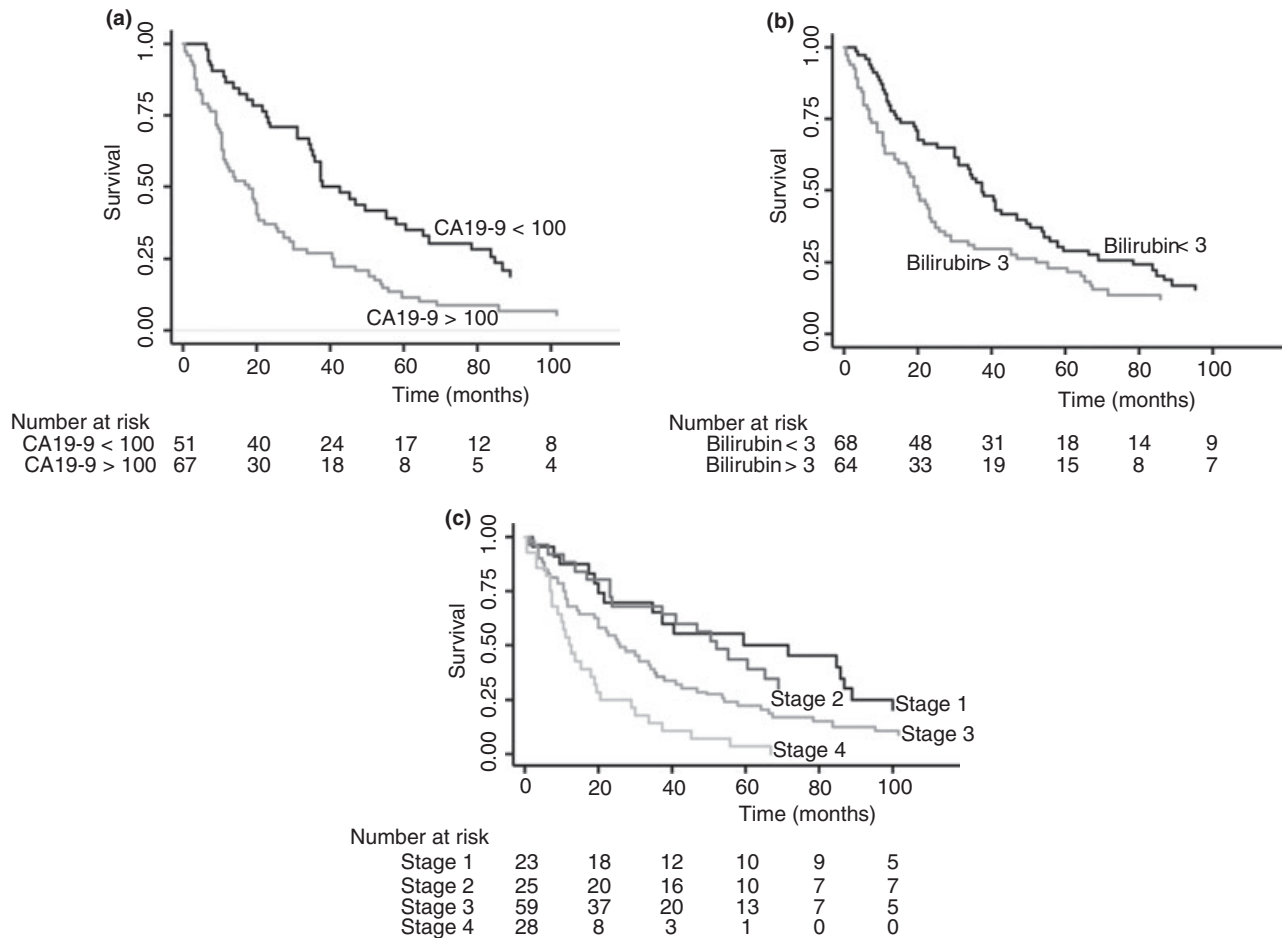 (a)
1.00
0.75
0.50
0.25
0.00
Survival
CA19-9 < 100
CA19-9 > 100
0 20 40 60 80 100
Time (months)
Number at risk
CA19-9 < 100 51 40 24 17 12 8
CA19-9 > 100 67 30 18 8 5 4
(b)
1.00
0.75
0.50
0.25
0.00
Survival
Bilirubin< 3
Bilirubin> 3
0 20 40 60 80 100
Time (months)
Number at risk
Bilirubin < 3 68 48 31 18 14 9
Bilirubin > 3 64 33 19 15 8 7
(c)
1.00
0.75
0.50
0.25
0.00
Survival
Stage 2
Stage 1
Stage 3
Stage 4
0 20 40 60 80 100
Time (months)
Number at risk
Stage 1 23 18 12 10 9 5
Stage 2 25 20 16 10 7 7
Stage 3 59 37 20 13 7 5
Stage 4 28 8 3 1 0 0